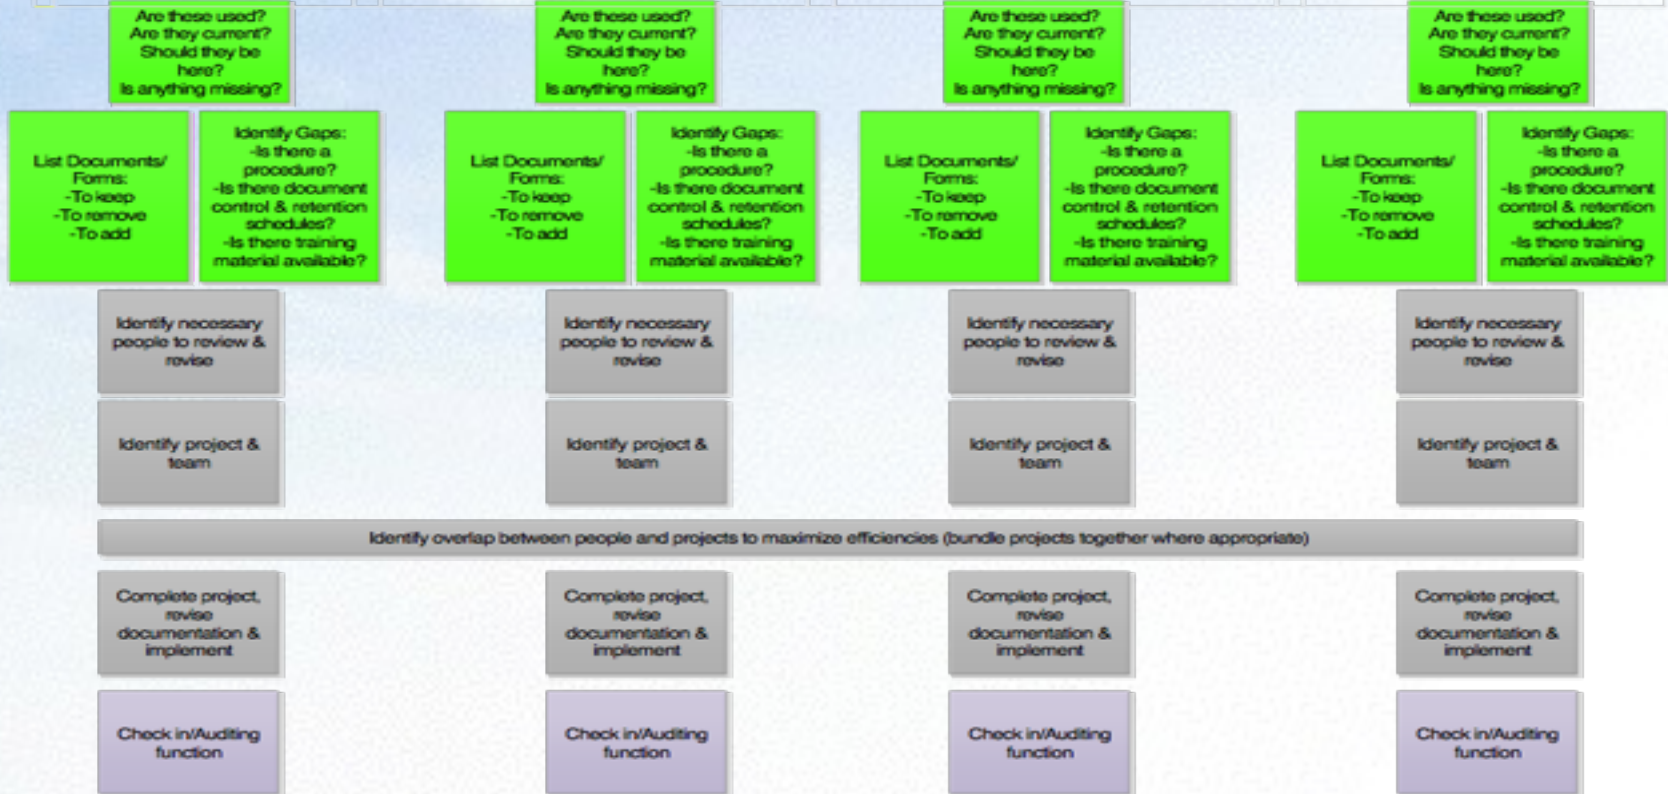 Are these used?
Are they current?
Should they be
here?
Is anything missing?
Are these used?
Are they current?
Should they be
here?
Is anything missing?
Are these used?
Are they current?
Should they be
here?
Is anything missing?
Are these used?
Are they current?
Should they be
here?
Is anything missing?
List Documents/
Forms:
-To keep
-To remove
-To add
Identify Gaps:
-Is there a
procedure?
-Is there document
control & retention
schedules?
-Is there training
material available?
List Documents/
Forms:
-To keep
-To remove
-To add
Identify Gaps:
-Is there a
procedure?
-Is there document
control & retention
schedules?
-Is there training
material available?
List Documents/
Forms:
-To keep
-To remove
-To add
Identify Gaps:
-Is there a
procedure?
-Is there document
control & retention
schedules?
-Is there training
material available?
List Documents/
Forms:
-To keep
-To remove
-To add
Identify Gaps:
-Is there a
procedure?
-Is there document
control & retention
schedules?
-Is there training
material available?
Identify necessary
people to review &
revise
Identify necessary
people to review &
revise
Identify necessary
people to review &
revise
Identify necessary
people to review &
revise
Identify project &
team
Identify project &
team
Identify project &
team
Identify project &
team
Identify overlap between people and projects to maximize efficiencies (bundle projects together where appropriate)
Complete project,
revise
documentation &
implement
Complete project,
revise
documentation &
implement
Complete project,
revise
documentation &
implement
Complete project,
revise
documentation &
implement
Check in/Auditing
function
Check in/Auditing
function
Check in/Auditing
function
Check in/Auditing
function